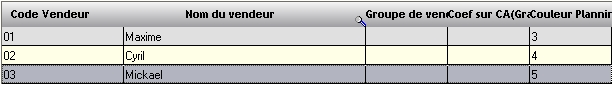 Code Vendeur Nom du vendeur Groupe de ven Coef sur CA(Gra Couleur Plannin
01 Maxime 3
02 Cyril 4
03 Mickael 5